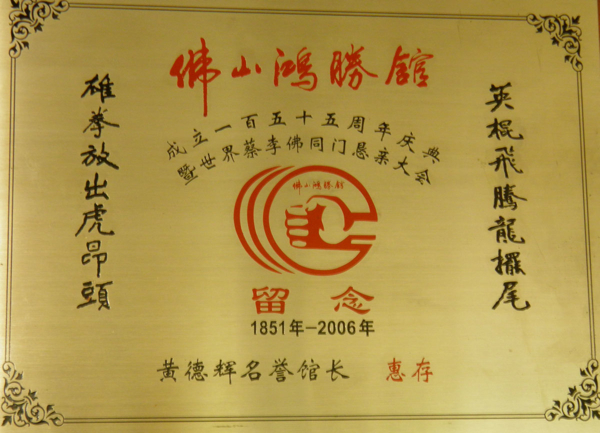 佛山鴻勝館
成立一百五十五周年庆典
暨世界蔡李佛同门恳亲大会
英棍飛騰龍擺尾
雄拳放出虎昂頭
佛山鴻勝館
留念
1851年-2006年
黄德辉名誉馆长 惠存